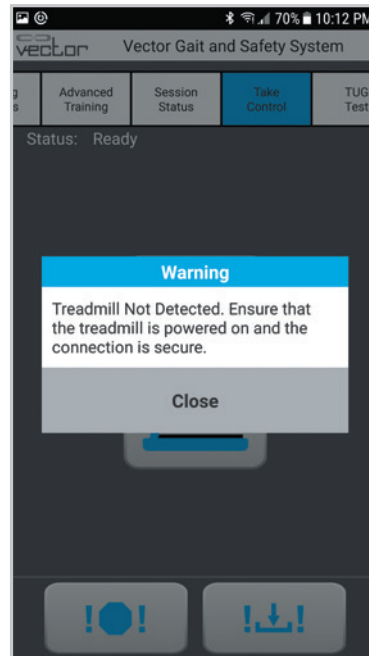 70% 10:12 PM
vector Vector Gait and Safety System
Advanced
Training
Session
Status
Take
Control
TUG
Test
Status: Ready
Warning
Treadmill Not Detected. Ensure that
the treadmill is powered on and the
connection is secure.
Close
! !
! !